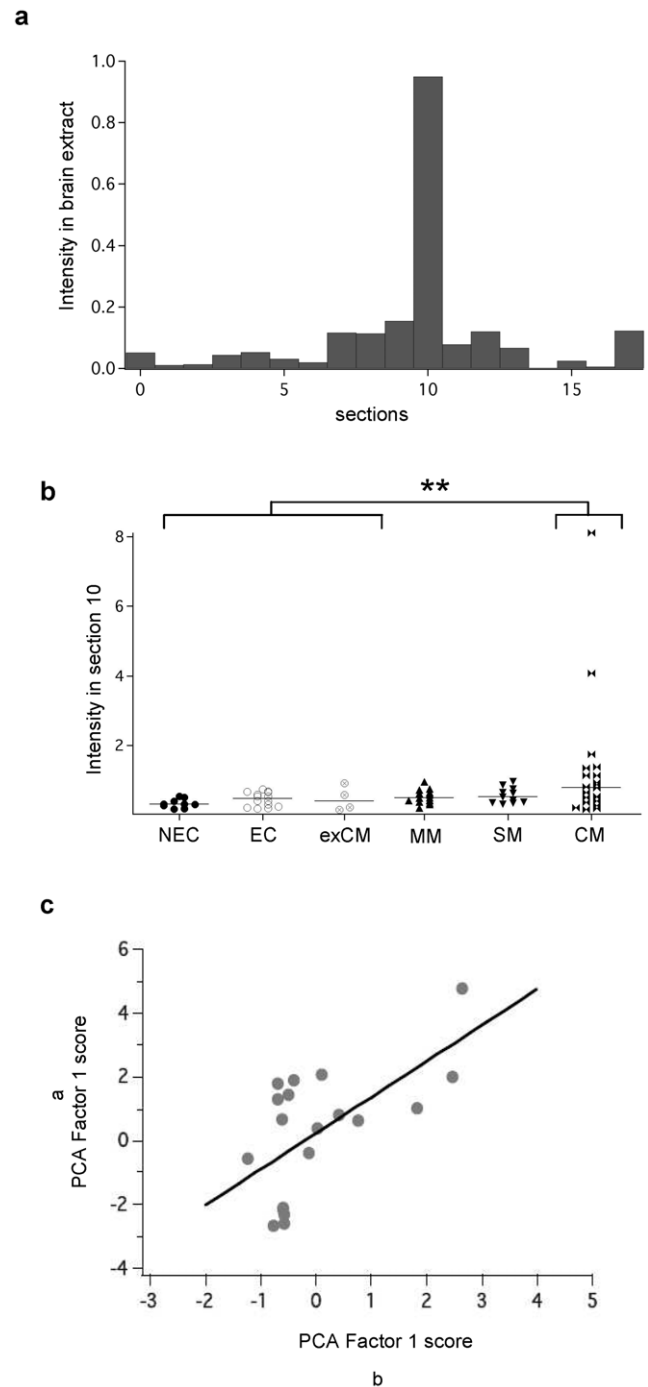 a
Intensity in brain extract
1.0
0.8
0.6
0.4
0.2
0.0
0 5 10 15
sections
b
**
Intensity in section 10
8
6
4
2
NEC EC exCM MM SM CM
c
a
PCA Factor 1 score
6
4
2
0
-2
-4
-3 -2 -1 0 1 2 3 4 5
PCA Factor 1 score
b